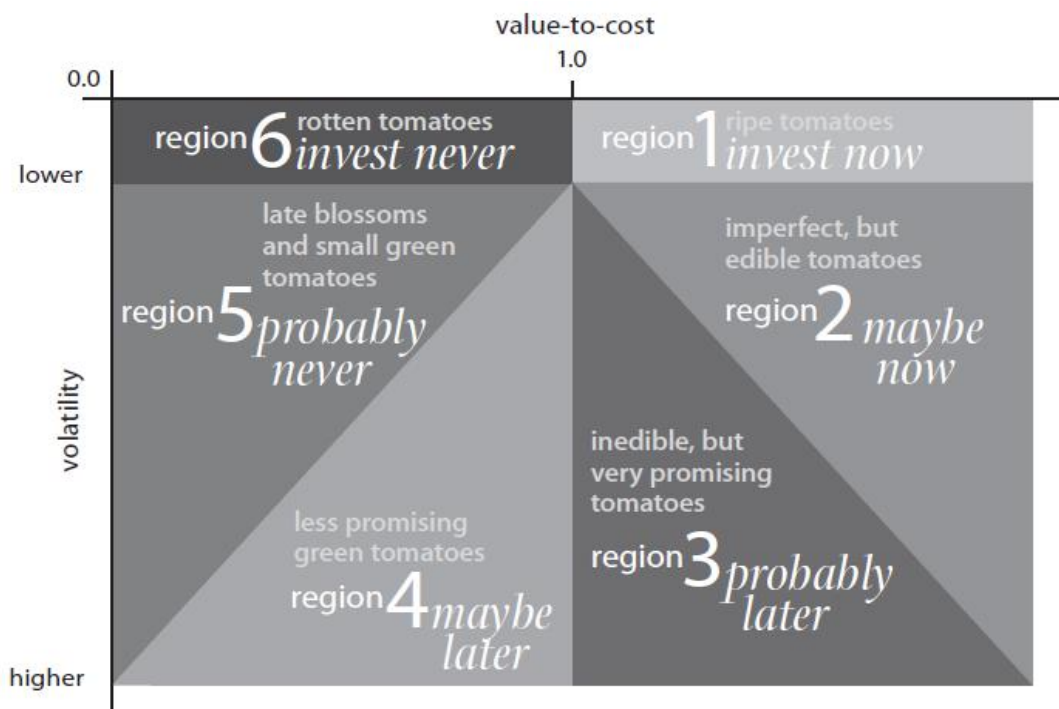 value-to-cost
0.0
1.0
region 6 rotten tomatoes
invest never
region 1 ripe tomatoes
invest now
lower
late blossoms
and small green
tomatoes
region 5 probably
never
imperfect, but
edible tomatoes
region 2 maybe
now
volatility
inedible, but
very promising
tomatoes
region 3 probably
later
less promising
green tomatoes
region 4 maybe
later
higher